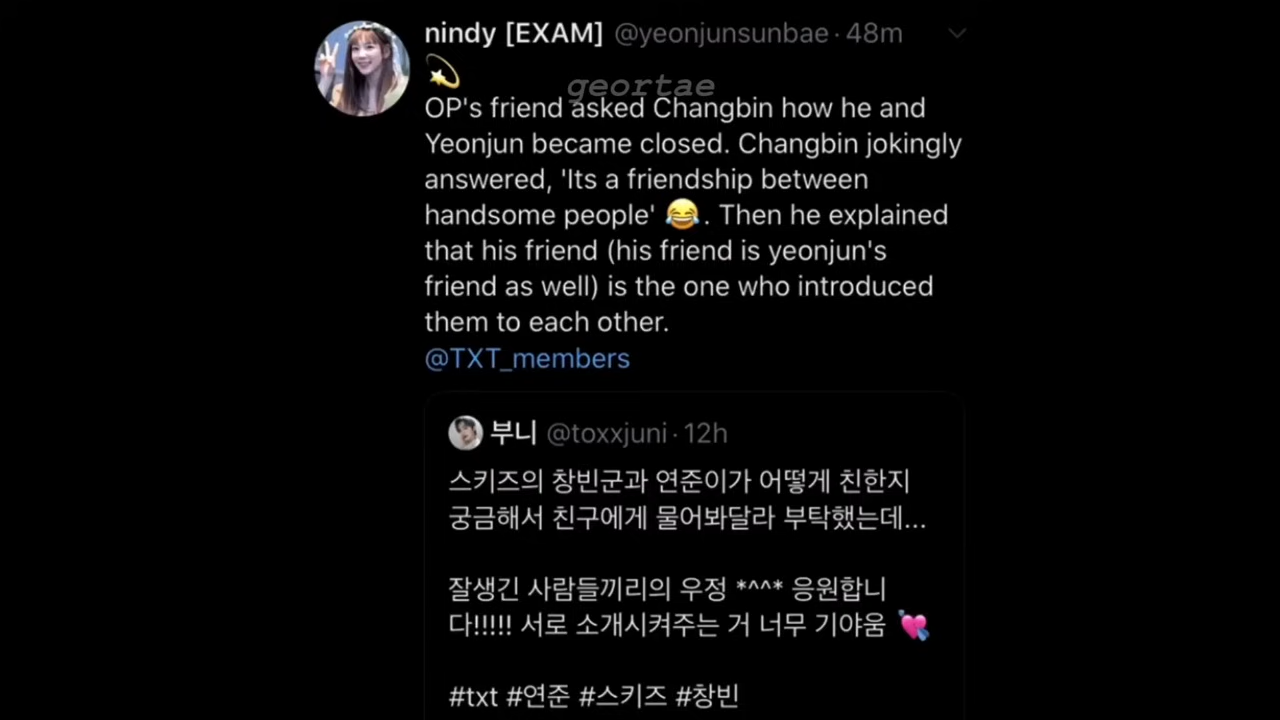 nindy [EXAM] @yeonjunsunbae · 48m
💫
geortae
OP's friend asked Changbin how he and
Yeonjun became closed. Changbin jokingly
answered, 'Its a friendship between
handsome people' 😂. Then he explained
that his friend (his friend is yeonjun's
friend as well) is the one who introduced
them to each other.
@TXT_members
부니 @toxxjuni · 12h
스키즈의 창빈군과 연준이가 어떻게 친한지
궁금해서 친구에게 물어봐달라 부탁했는데...
잘생긴 사람들끼리의 우정 *^^* 응원합니
다!!!!! 서로 소개시켜주는 거 너무 기야움 💘
#txt #연준 #스키즈 #창빈